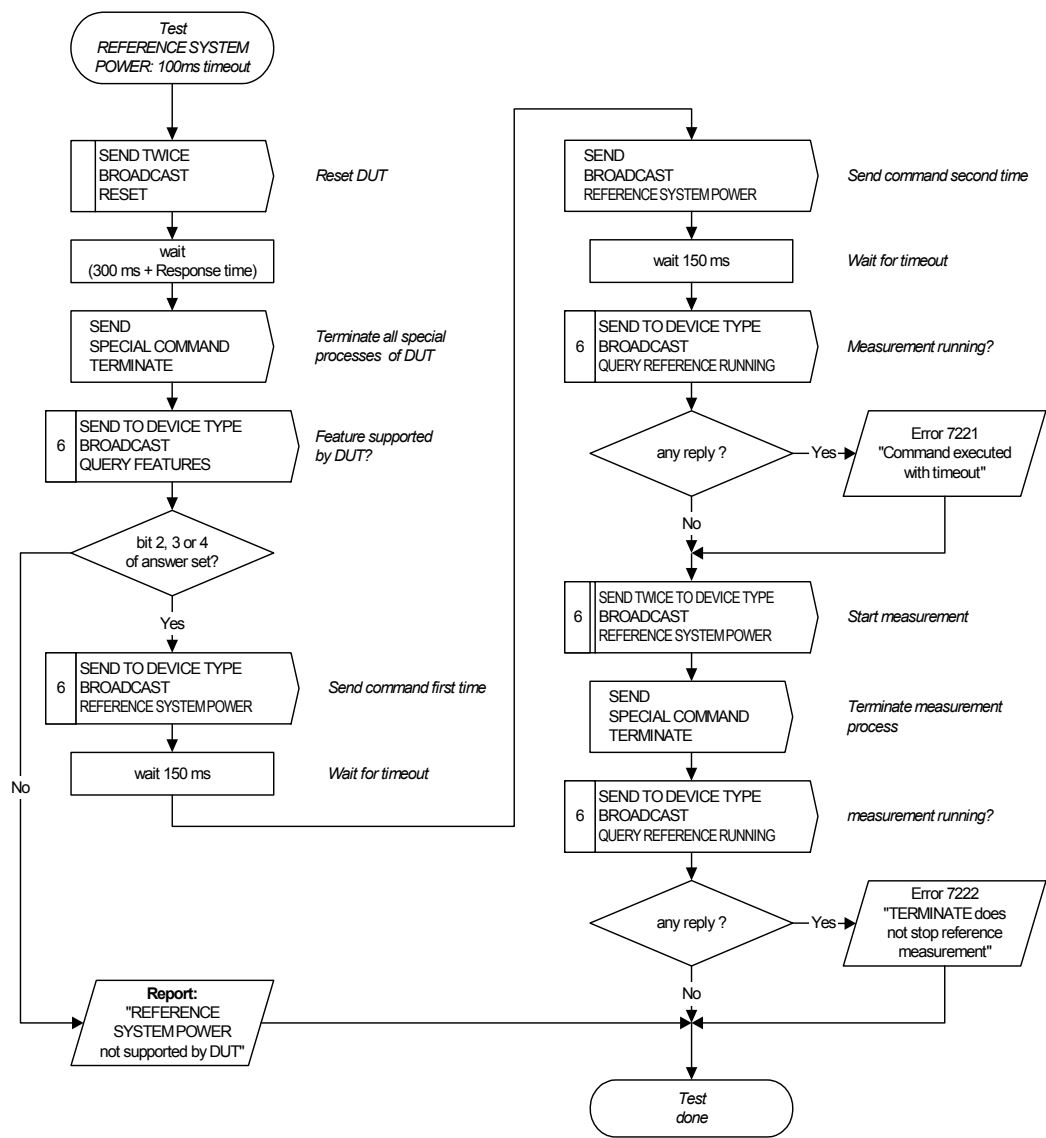 Test
REFERENCE SYSTEM
POWER: 100ms timeout
SEND TWICE
BROADCAST
RESET
Reset DUT
wait
(300 ms + Response time)
SEND
SPECIAL COMMAND
TERMINATE
Terminate all special
processes of DUT
6
SEND TO DEVICE TYPE
BROADCAST
QUERY FEATURES
Feature supported
by DUT?
bit 2, 3 or 4
of answer set?
Yes
6
SEND TO DEVICE TYPE
BROADCAST
REFERENCE SYSTEM POWER
Send command first time
wait 150 ms
Wait for timeout
No
Report:
"REFERENCE
SYSTEM POWER
not supported by DUT"
SEND
BROADCAST
REFERENCE SYSTEM POWER
Send command second time
wait 150 ms
Wait for timeout
6
SEND TO DEVICE TYPE
BROADCAST
QUERY REFERENCE RUNNING
Measurement running?
any reply ?
Yes
Error 7221
"Command executed
with timeout"
No
6
SEND TWICE TO DEVICE TYPE
BROADCAST
REFERENCE SYSTEM POWER
Start measurement
SEND
SPECIAL COMMAND
TERMINATE
Terminate measurement
process
6
SEND TO DEVICE TYPE
BROADCAST
QUERY REFERENCE RUNNING
measurement running?
any reply ?
Yes
Error 7222
"TERMINATE does
not stop reference
measurement"
No
Test
done